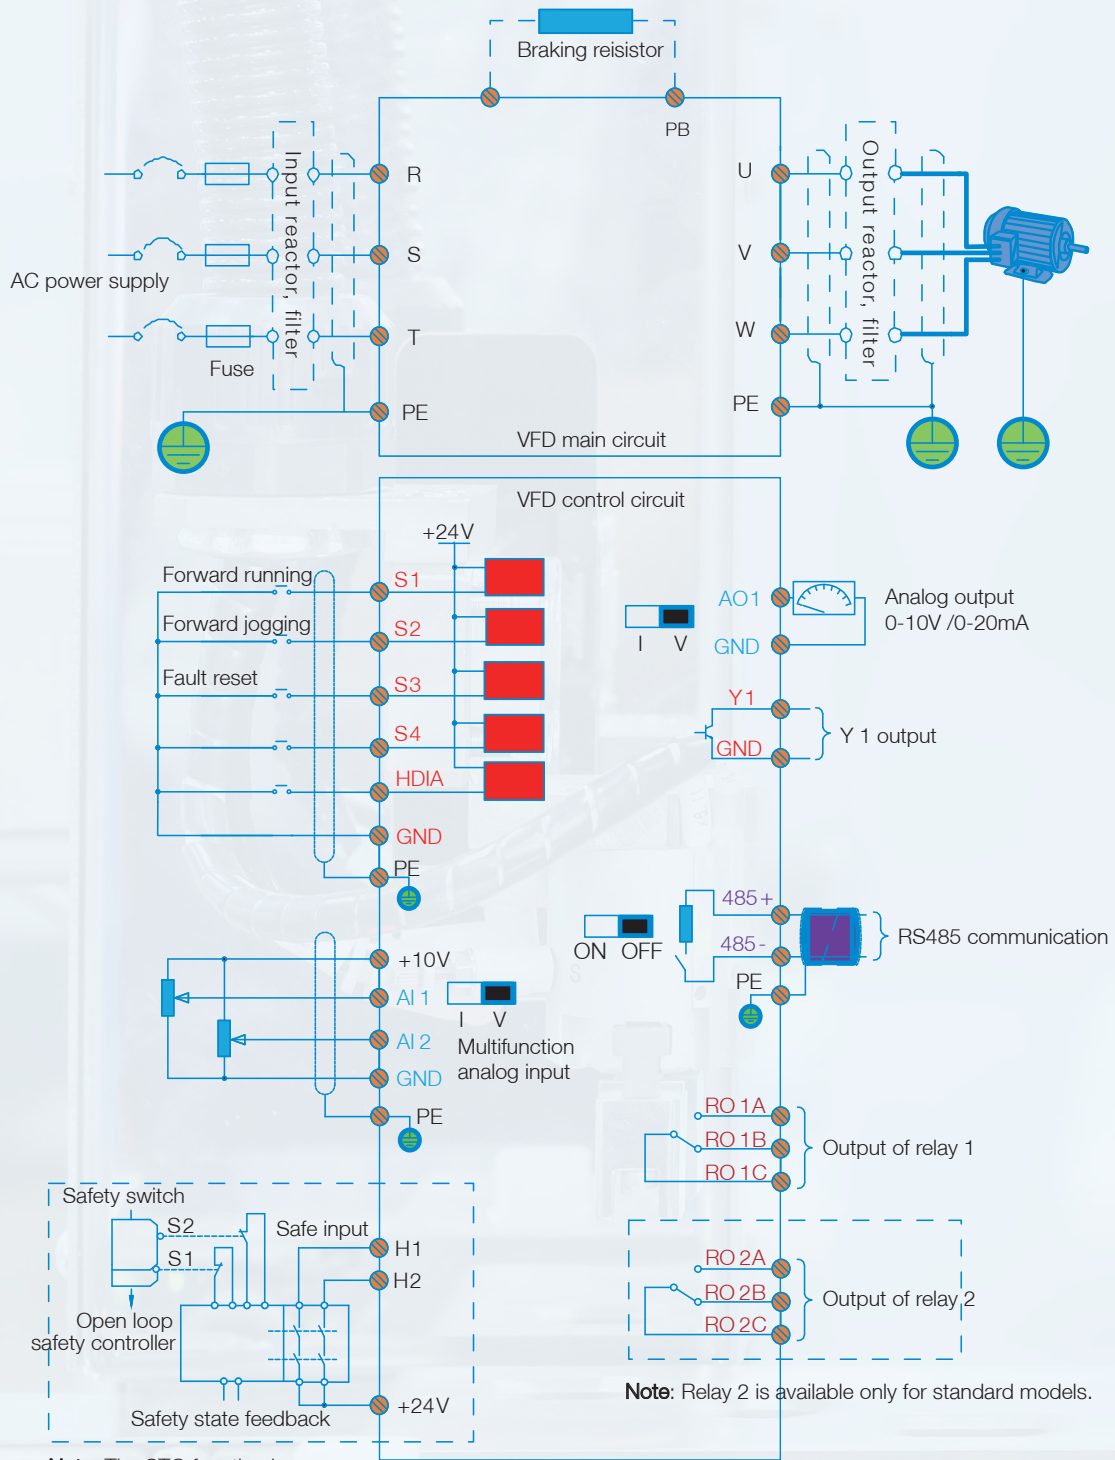 Braking reisistor
PB
Input reactor, filter
R
S
T
AC power supply
Fuse
PE
U
V
W
PE
Output reactor, filter
VFD main circuit
VFD control circuit
+24V
Forward running
S1
Forward jogging
S2
Fault reset
S3
S4
HDIA
GND
PE
I V
AO1
GND
Analog output
0-10V /0-20mA
Y1
GND
Y 1 output
485+
485-
ON OFF
PE
RS485 communication
+10V
AI 1
I V
AI 2
Multifunction
analog input
GND
PE
RO 1A
RO 1B
RO 1C
Output of relay 1
Safety switch
S2
S1
Safe input
H1
H2
Open loop
safety controller
Safety state feedback
+24V
RO 2A
RO 2B
RO 2C
Output of relay 2
Note: Relay 2 is available only for standard models.